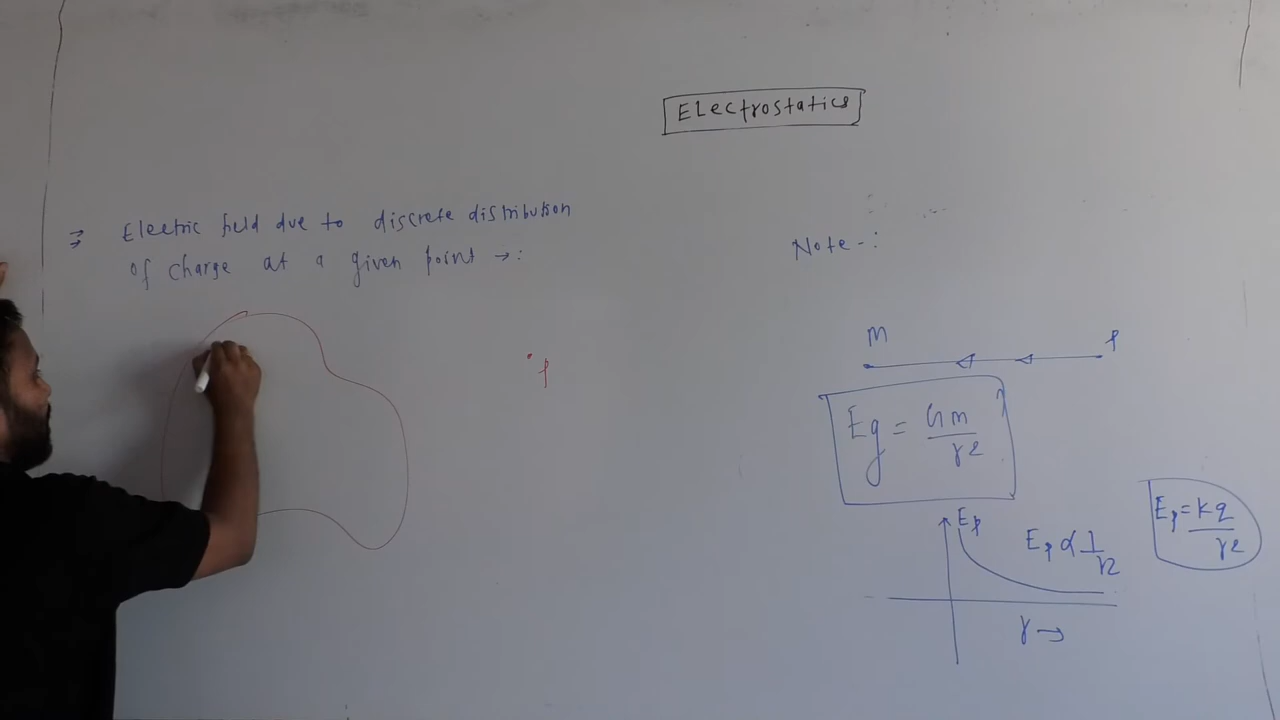 Electrostatics
⇒ Electric field due to discrete distribution
of charge at a given point →:
Note -:
P
M P
Eg = Gm / r2
Ep
Ep ∝ 1 / r2
r →
Ep = kq / r2